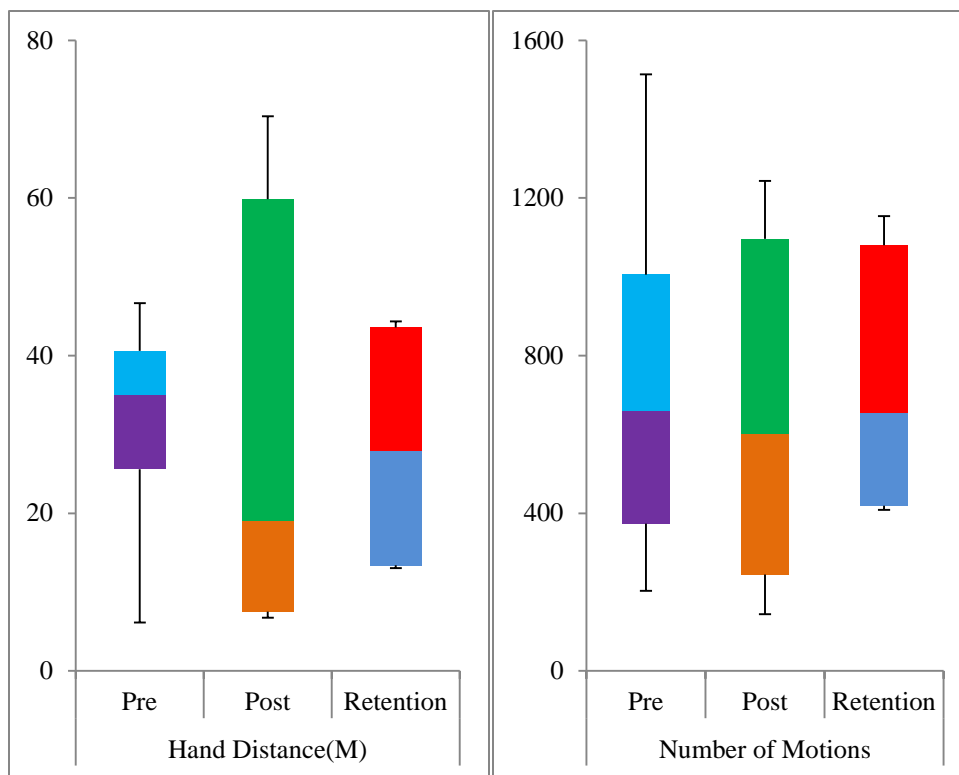 80
60
40
20
0
Pre Post Retention
Hand Distance(M)
1600
1200
800
400
0
Pre Post Retention
Number of Motions